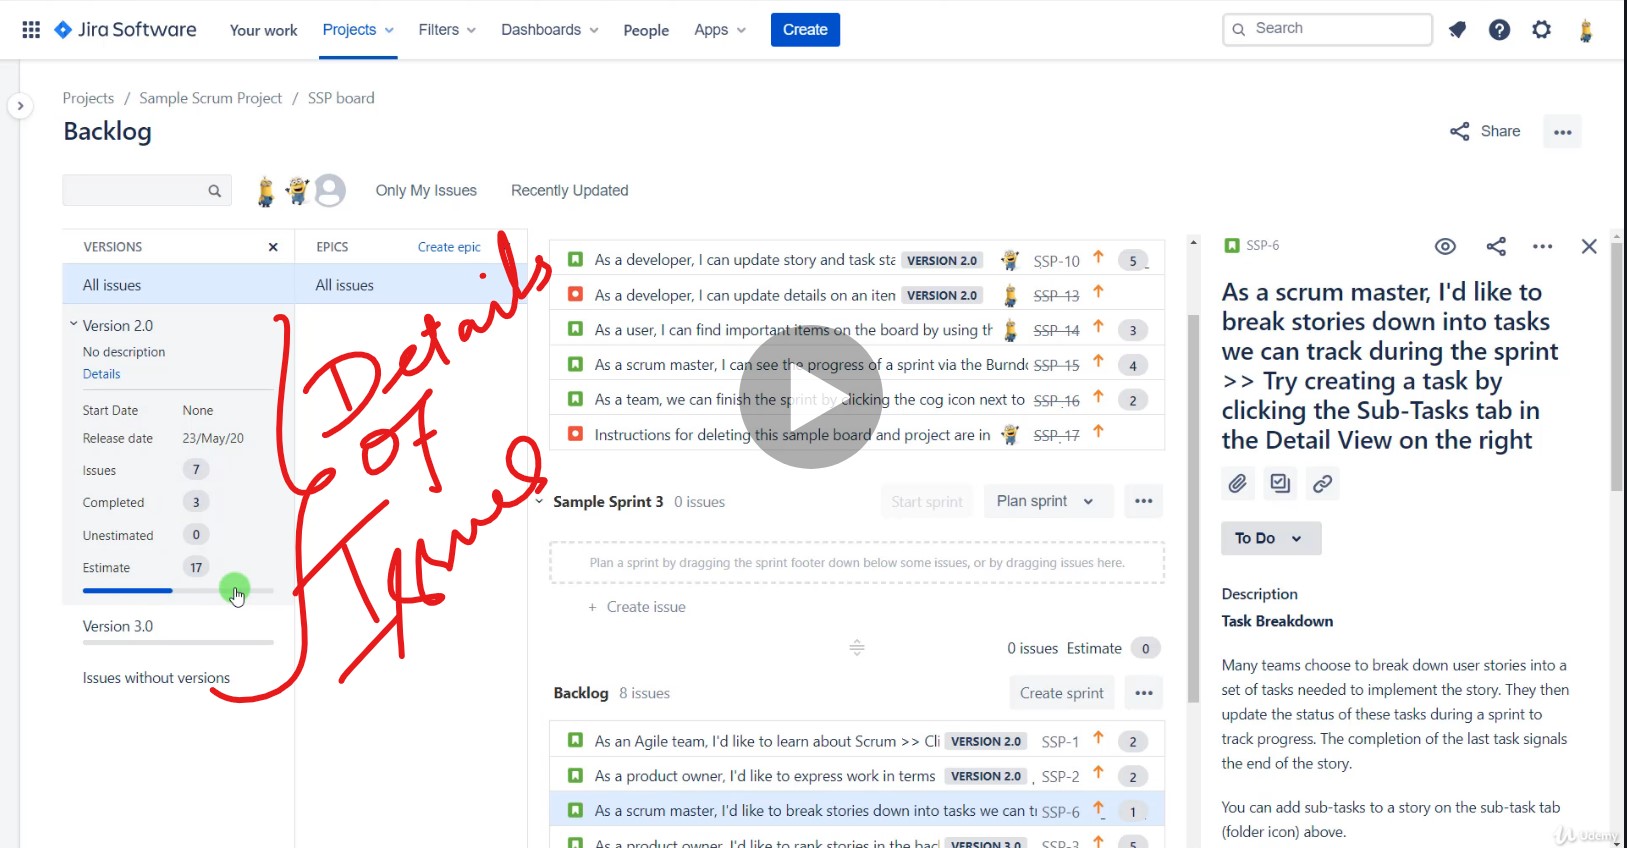 Jira Software Your work Projects Filters Dashboards People Apps Create Search
Projects / Sample Scrum Project / SSP board
Backlog
Share
Only My Issues Recently Updated
VERSIONS
All issues
Version 2.0
No description
Details
Start Date None
Release date 23/May/20
Issues 7
Completed 3
Unestimated 0
Estimate 17
Version 3.0
Issues without versions
EPICS Create epic
All issues
Details
Of
Issues
As a developer, I can update story and task sta VERSION 2.0 SSP-10 5
As a developer, I can update details on an item VERSION 2.0 SSP-13
As a user, I can find important items on the board by using th SSP-14 3
As a scrum master, I can see the progress of a sprint via the Burndo SSP-15 4
As a team, we can finish the sprint by clicking the cog icon next to SSP-16 2
Instructions for deleting this sample board and project are in SSP-17
Sample Sprint 3 0 issues Start sprint Plan sprint
Plan a sprint by dragging the sprint footer down below some issues, or by dragging issues here.
+ Create issue
0 issues Estimate 0
Backlog 8 issues Create sprint
As an Agile team, I'd like to learn about Scrum >> Cli VERSION 2.0 SSP-1 2
As a product owner, I'd like to express work in terms VERSION 2.0 SSP-2 2
As a scrum master, I'd like to break stories down into tasks we can tr SSP-6 1
As a product owner, I'd like to rank stories in the bac VERSION 3.0 SSP-3 5
SSP-6
As a scrum master, I'd like to
break stories down into tasks
we can track during the sprint
>> Try creating a task by
clicking the Sub-Tasks tab in
the Detail View on the right
To Do
Description
Task Breakdown
Many teams choose to break down user stories into a
set of tasks needed to implement the story. They then
update the status of these tasks during a sprint to
track progress. The completion of the last task signals
the end of the story.
You can add sub-tasks to a story on the sub-task tab
(folder icon) above.
Udemy